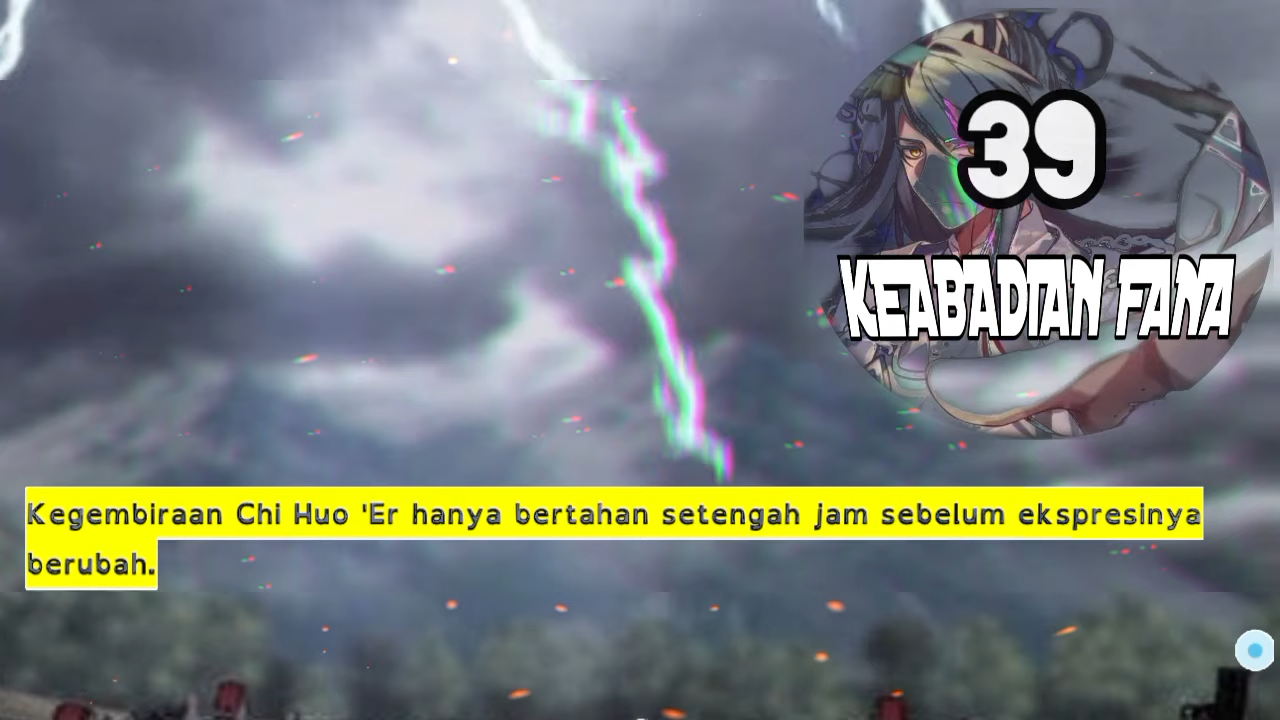 39
KEABADIAN FANA
Kegembiraan Chi Huo 'Er hanya bertahan setengah jam sebelum ekspresinya
berubah.